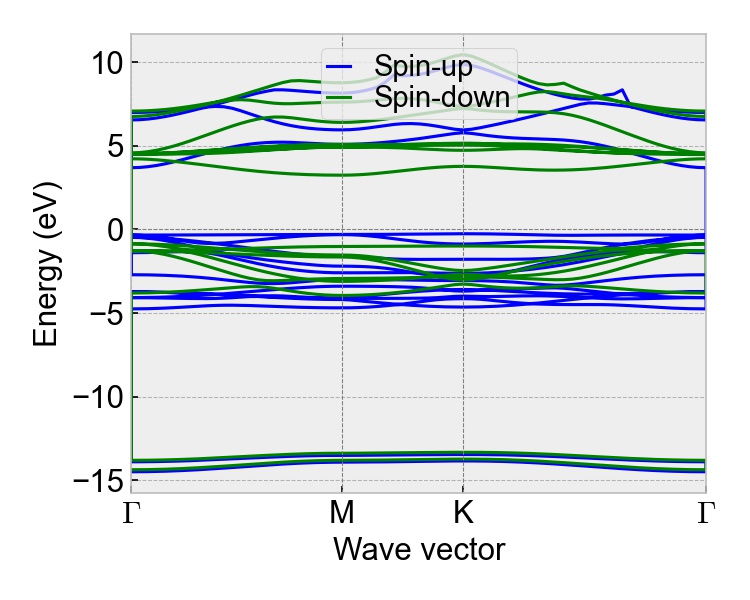 10
5
0
−5
−10
−15
Energy (eV)
Spin-up
Spin-down
Γ
M
K
Γ
Wave vector